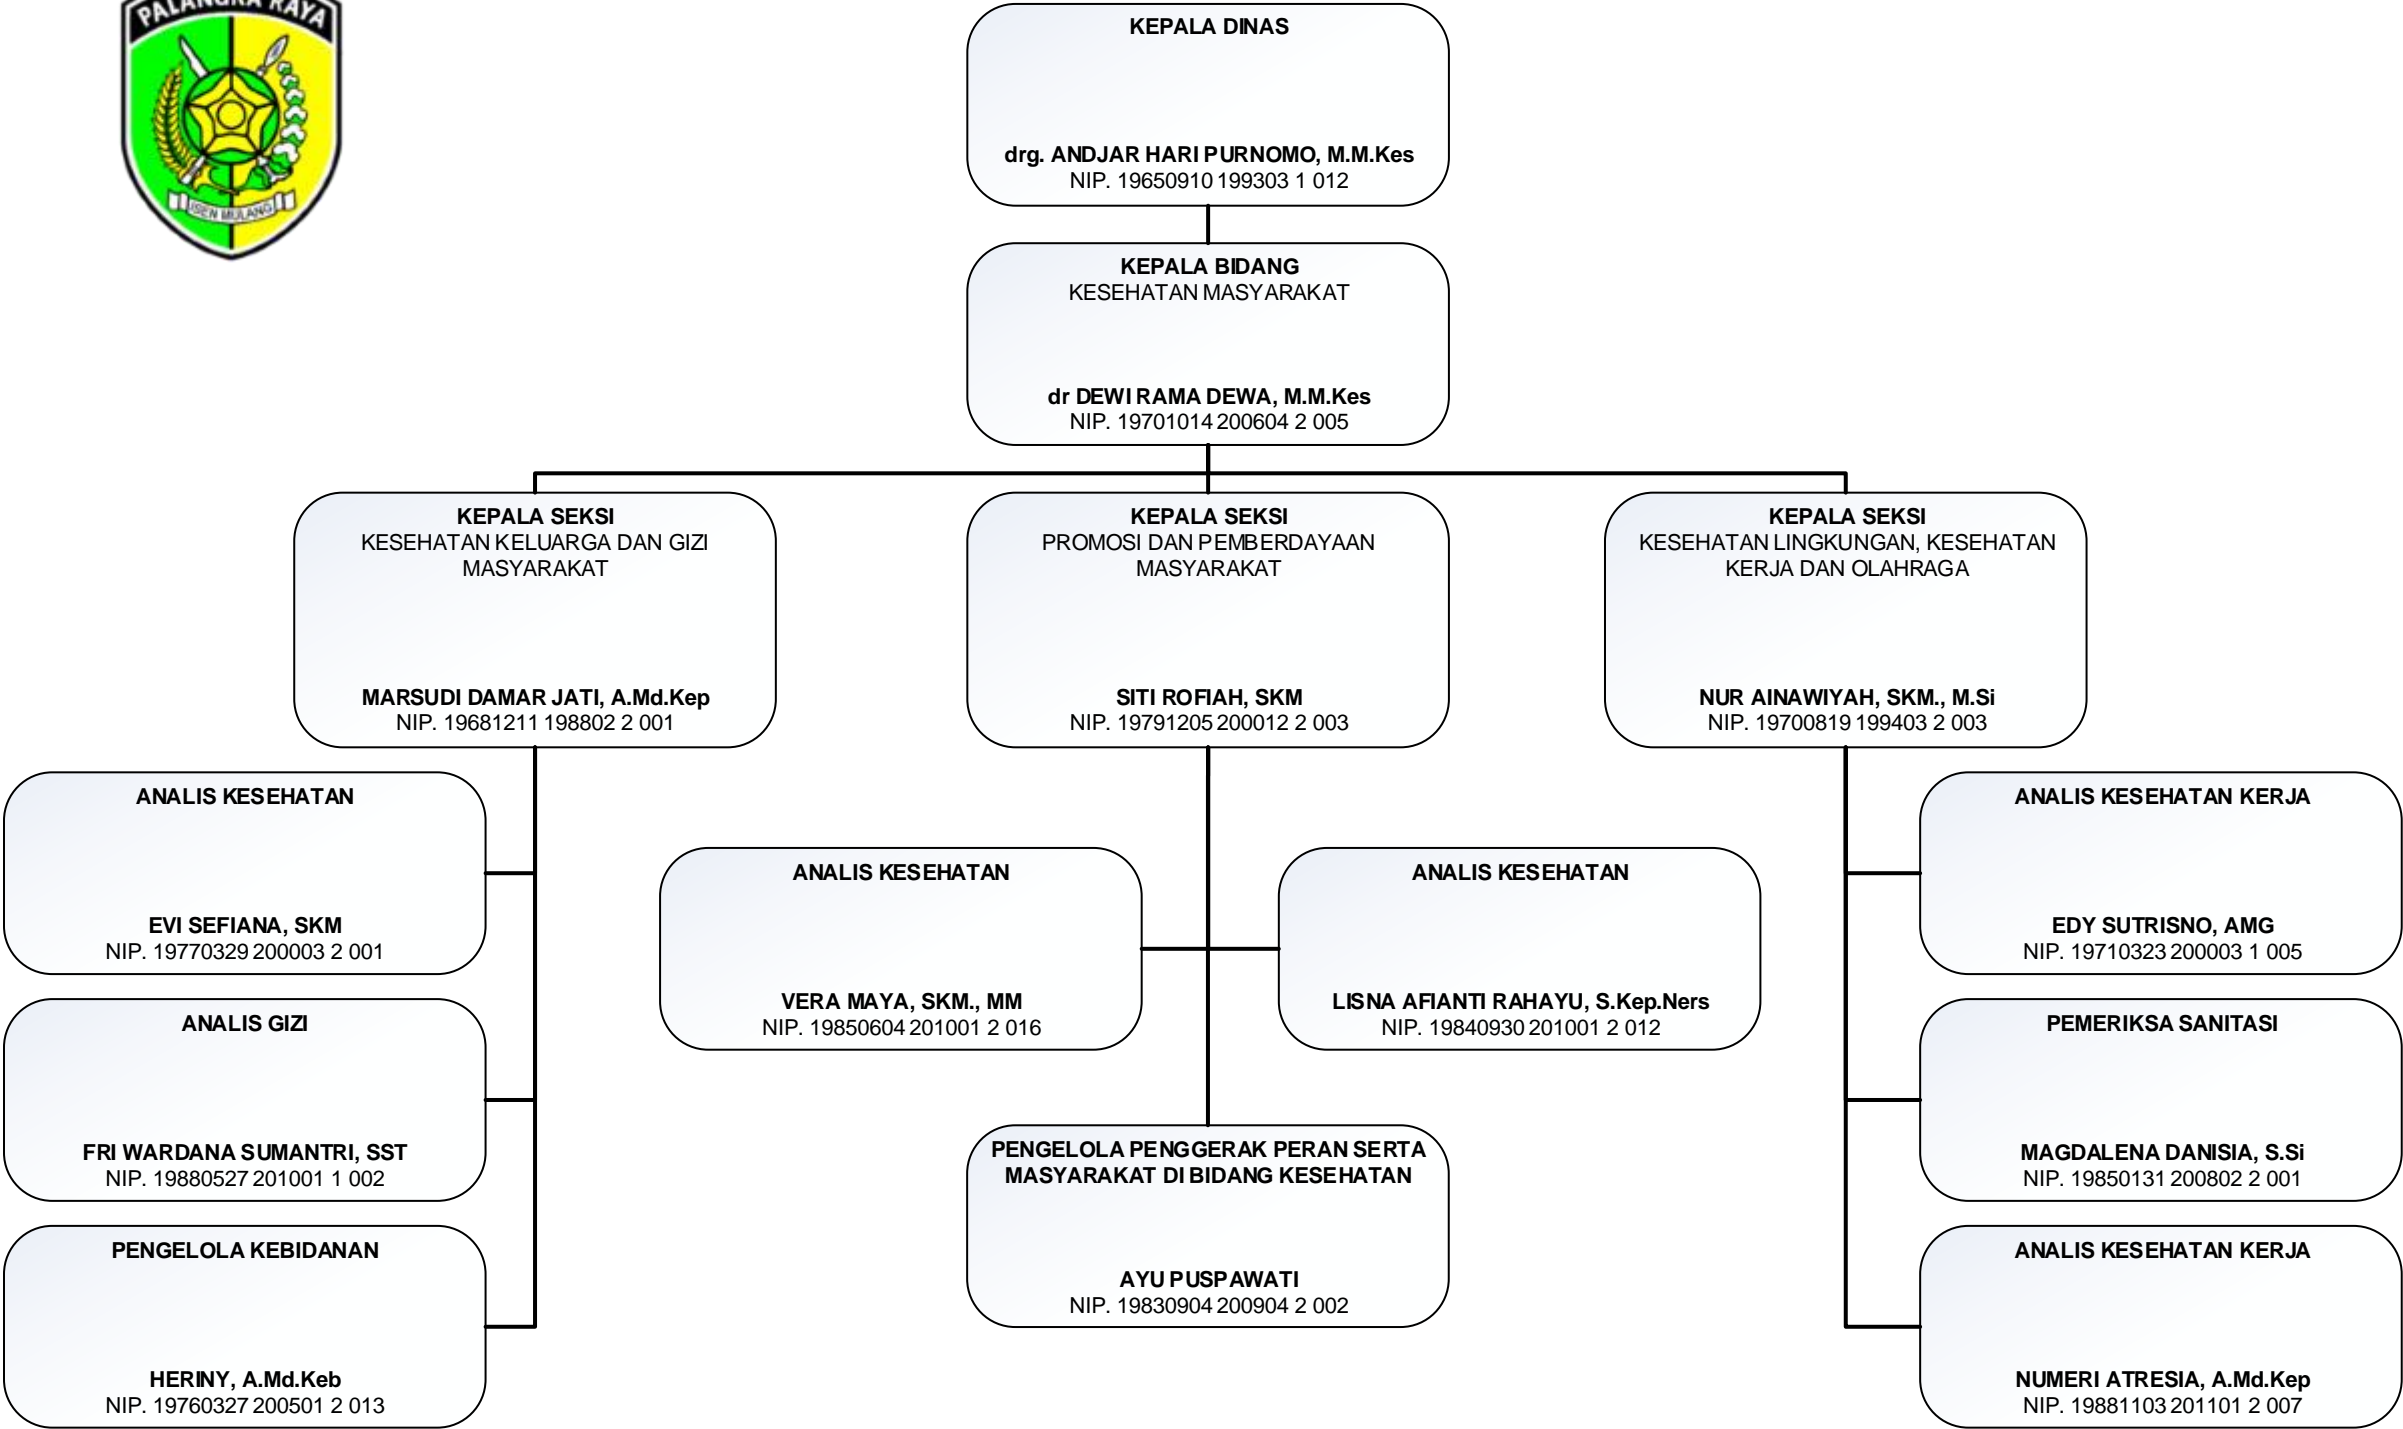 PALANGKA RAYA
ISEN MULANG
KEPALA DINAS
drg. ANDJAR HARI PURNOMO, M.M.Kes
NIP. 19650910 199303 1 012
KEPALA BIDANG
KESEHATAN MASYARAKAT
dr DEWI RAMA DEWA, M.M.Kes
NIP. 19701014 200604 2 005
KEPALA SEKSI
KESEHATAN KELUARGA DAN GIZI
MASYARAKAT
MARSUDI DAMAR JATI, A.Md.Kep
NIP. 19681211 198802 2 001
KEPALA SEKSI
PROMOSI DAN PEMBERDAYAAN
MASYARAKAT
SITI ROFIAH, SKM
NIP. 19791205 200012 2 003
KEPALA SEKSI
KESEHATAN LINGKUNGAN, KESEHATAN
KERJA DAN OLAHRAGA
NUR AINAWIYAH, SKM., M.Si
NIP. 19700819 199403 2 003
ANALIS KESEHATAN
EVI SEFIANA, SKM
NIP. 19770329 200003 2 001
ANALIS GIZI
FRI WARDANA SUMANTRI, SST
NIP. 19880527 201001 1 002
PENGELOLA KEBIDANAN
HERINY, A.Md.Keb
NIP. 19760327 200501 2 013
ANALIS KESEHATAN
VERA MAYA, SKM., MM
NIP. 19850604 201001 2 016
ANALIS KESEHATAN
LISNA AFIANTI RAHAYU, S.Kep.Ners
NIP. 19840930 201001 2 012
PENGELOLA PENGGERAK PERAN SERTA
MASYARAKAT DI BIDANG KESEHATAN
AYU PUSPAWATI
NIP. 19830904 200904 2 002
ANALIS KESEHATAN KERJA
EDY SUTRISNO, AMG
NIP. 19710323 200003 1 005
PEMERIKSA SANITASI
MAGDALENA DANISIA, S.Si
NIP. 19850131 200802 2 001
ANALIS KESEHATAN KERJA
NUMERI ATRESIA, A.Md.Kep
NIP. 19881103 201101 2 007